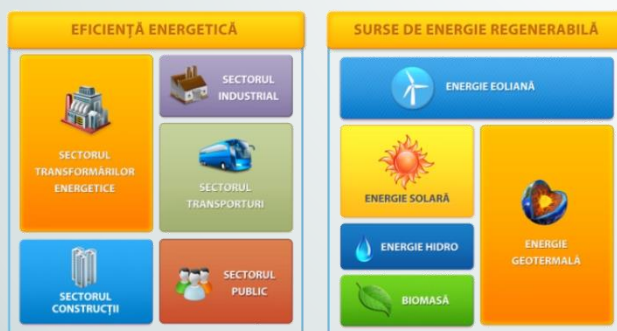 EFICIENȚĂ ENERGETICĂ
SECTORUL
TRANSFORMĂRILOR
ENERGETICE
SECTORUL
INDUSTRIAL
SECTORUL
TRANSPORTURI
SECTORUL
CONSTRUCȚII
SECTORUL
PUBLIC
SURSE DE ENERGIE REGENERABILĂ
ENERGIE EOLIANĂ
ENERGIE SOLARĂ
ENERGIE HIDRO
BIOMASĂ
ENERGIE
GEOTERMALĂ